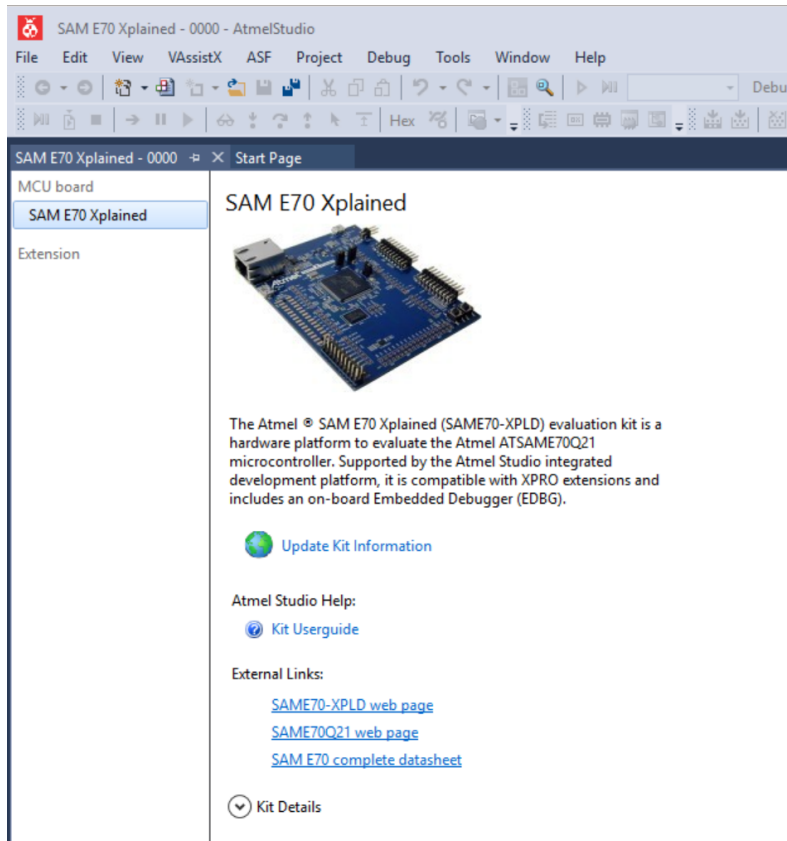 SAM E70 Xplained - 0000 - AtmelStudio
File Edit View VAssistX ASF Project Debug Tools Window Help
Debu
Hex
SAM E70 Xplained - 0000 Start Page
MCU board
SAM E70 Xplained
Extension
SAM E70 Xplained
The Atmel ® SAM E70 Xplained (SAME70-XPLD) evaluation kit is a
hardware platform to evaluate the Atmel ATSAME70Q21
microcontroller. Supported by the Atmel Studio integrated
development platform, it is compatible with XPRO extensions and
includes an on-board Embedded Debugger (EDBG).
Update Kit Information
Atmel Studio Help:
Kit Userguide
External Links:
SAME70-XPLD web page
SAME70Q21 web page
SAM E70 complete datasheet
Kit Details